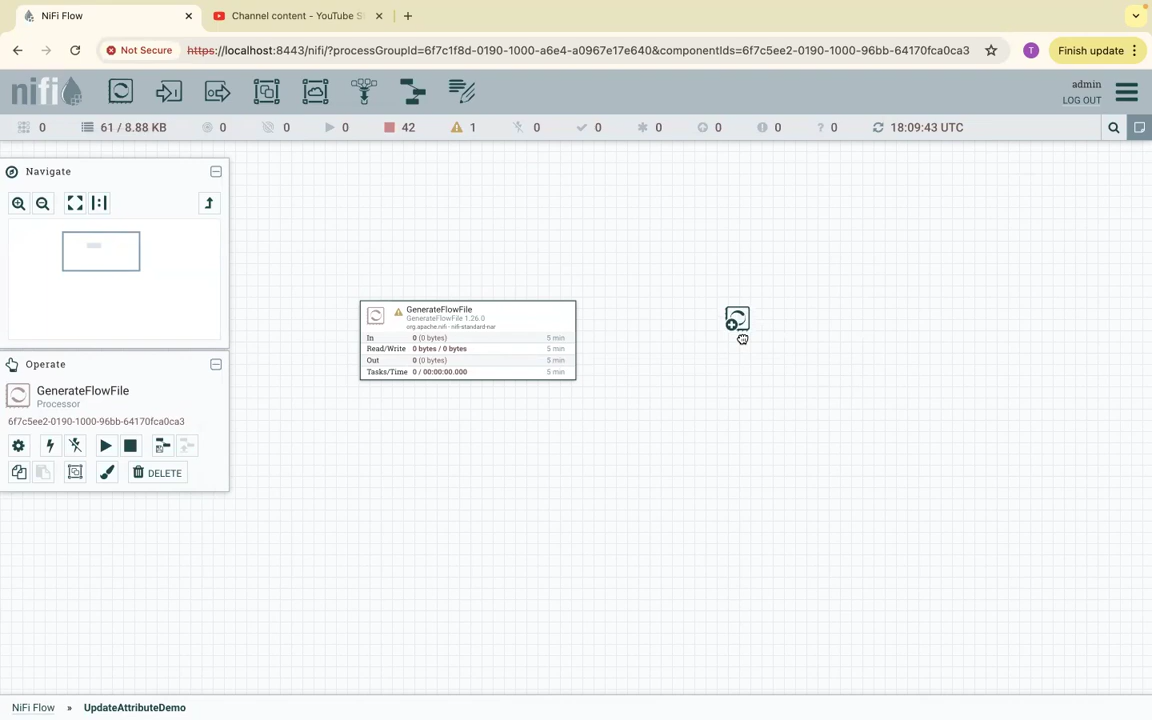 NiFi Flow
Channel content - YouTube S
Not Secure
https://localhost:8443/nifi/?processGroupId=6f7c1f8d-0190-1000-a6e4-a0967e17e640&componentIds=6f7c5ee2-0190-1000-96bb-64170fca0ca3
T
Finish update
nifi
admin
LOG OUT
0
61 / 8.88 KB
0
0
0
42
1
0
0
0
0
0
0
18:09:43 UTC
Navigate
GenerateFlowFile
GenerateFlowFile 1.26.0
org.apache.nifi - nifi-standard-nar
In 0 (0 bytes) 5 min
Read/Write 0 bytes / 0 bytes 5 min
Out 0 (0 bytes) 5 min
Tasks/Time 0 / 00:00:00.000 5 min
Operate
GenerateFlowFile
Processor
6f7c5ee2-0190-1000-96bb-64170fca0ca3
DELETE
NiFi Flow » UpdateAttributeDemo